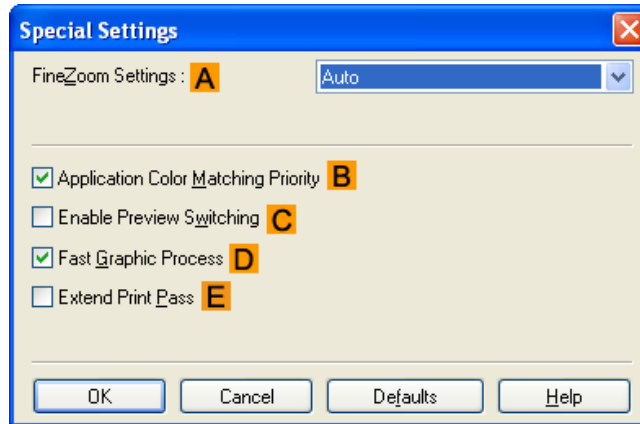 Special Settings
FineZoom Settings : A Auto
Application Color Matching Priority B
Enable Preview Switching C
Fast Graphic Process D
Extend Print Pass E
OK Cancel Defaults Help